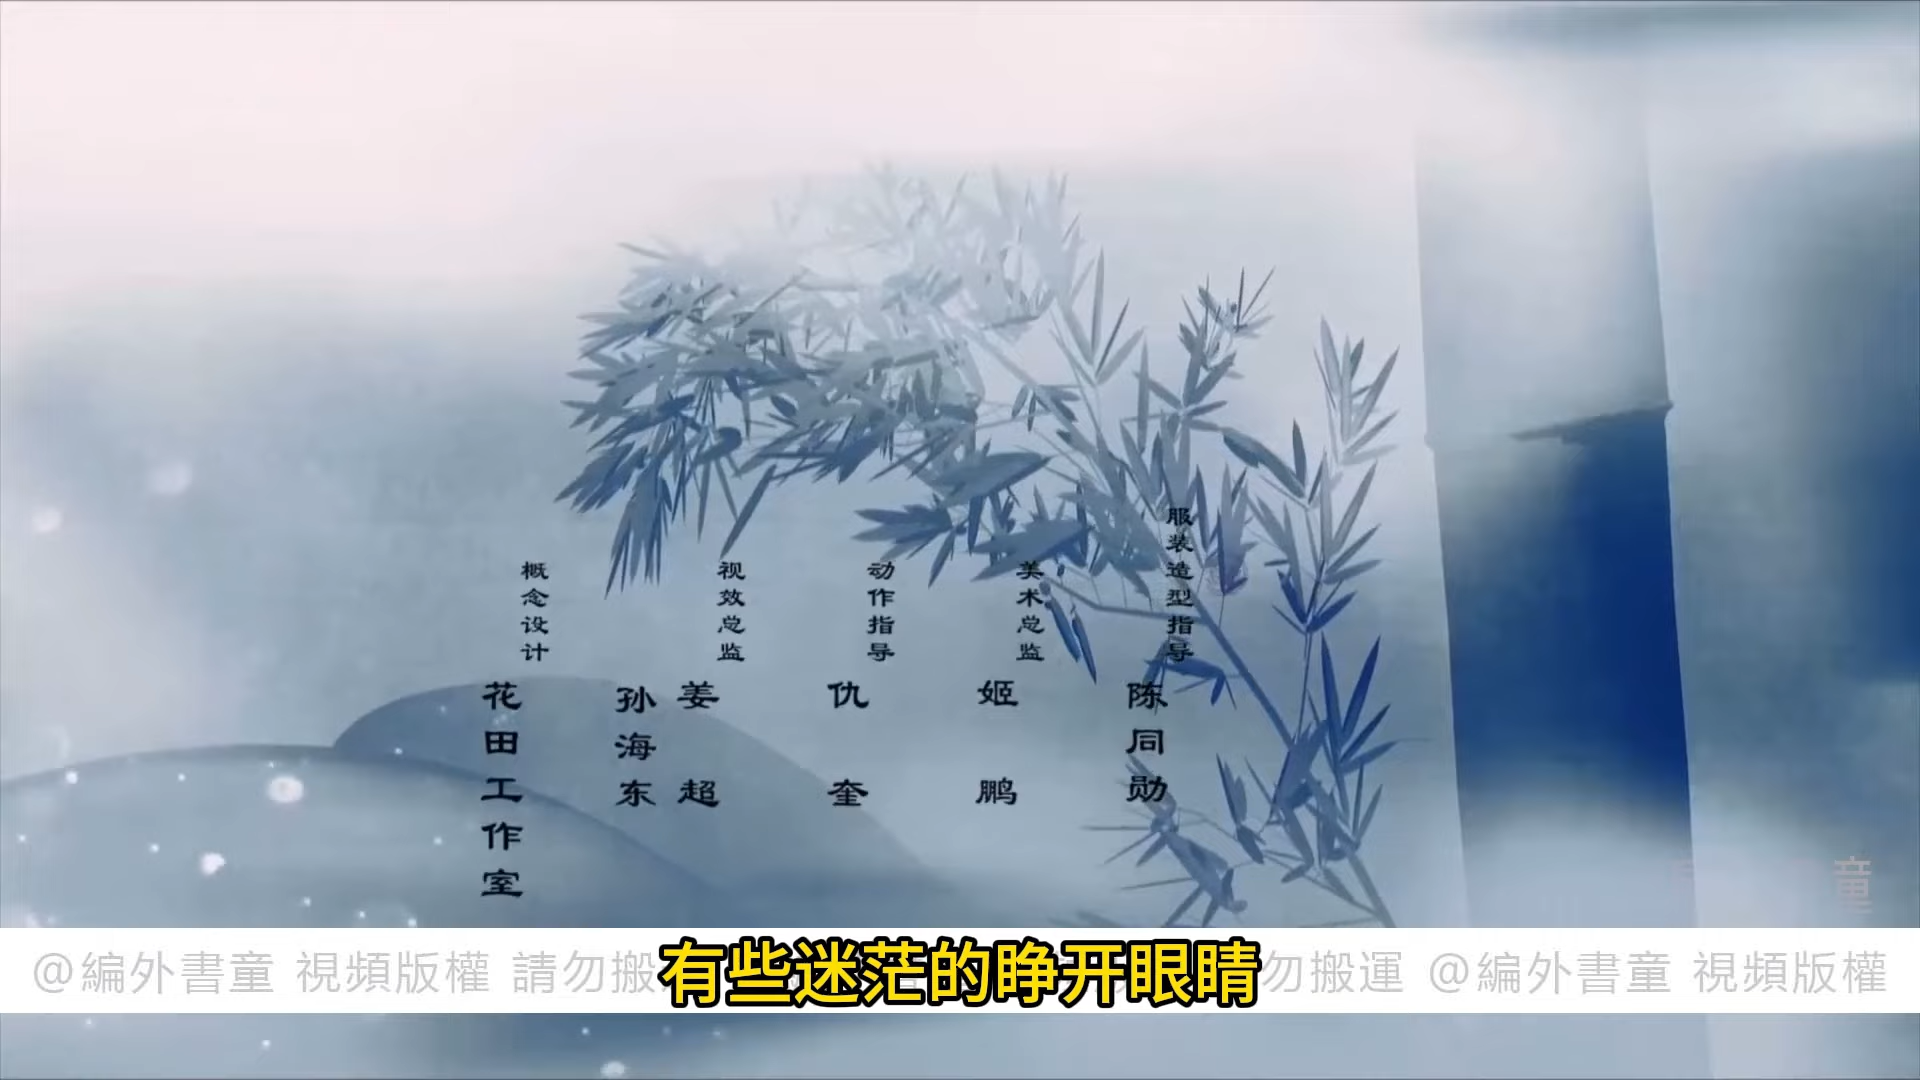 服装造型指导
陈同勋
美术总监
姬鹏
动作指导
仇奎
视效总监
姜超
孙海东
概念设计
花田工作室
童
@編外書童 視頻版權 請勿搬
有些迷茫的睁开眼睛
勿搬運 @編外書童 視頻版權